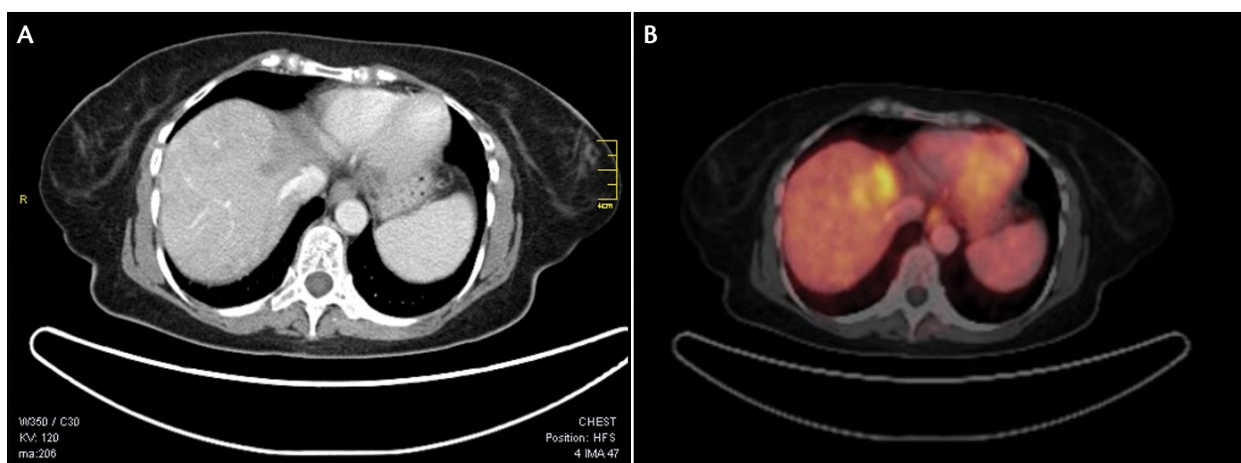 A
B
R
4cm
W350 / C30
KV: 120
ma:206
CHEST
Position: HFS
4 IMA 47